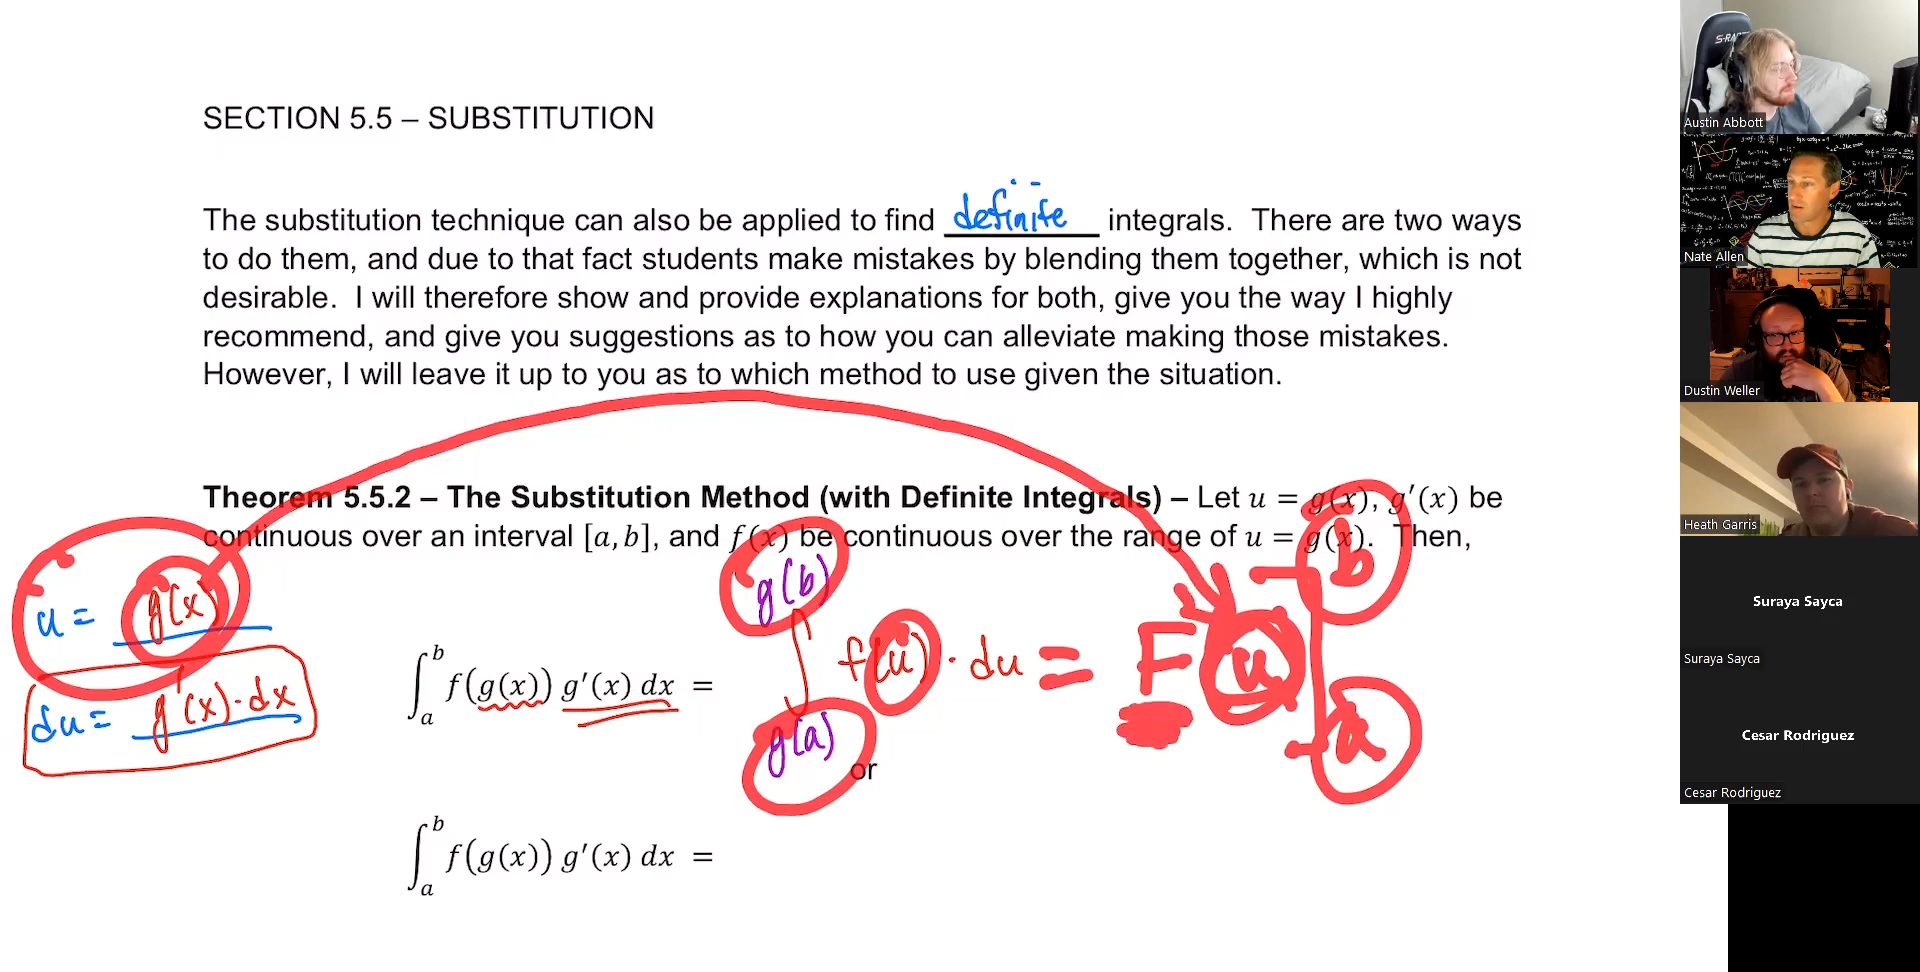 SECTION 5.5 – SUBSTITUTION
The substitution technique can also be applied to find definite integrals. There are two ways
to do them, and due to that fact students make mistakes by blending them together, which is not
desirable. I will therefore show and provide explanations for both, give you the way I highly
recommend, and give you suggestions as to how you can alleviate making those mistakes.
However, I will leave it up to you as to which method to use given the situation.
Theorem 5.5.2 – The Substitution Method (with Definite Integrals) – Let u = g(x), g′(x) be
continuous over an interval [a, b], and f(x) be continuous over the range of u = g(x). Then,
u = g(x)
du = g'(x)·dx
∫_a^b f(g(x)) g′(x) dx = ∫_{g(a)}^{g(b)} f(u) · du = F(u)]_a^b
or
∫_a^b f(g(x)) g′(x) dx =
S-RACER
Austin Abbott
Nate Allen
Dustin Weller
Heath Garris
Suraya Sayca
Suraya Sayca
Cesar Rodriguez
Cesar Rodriguez